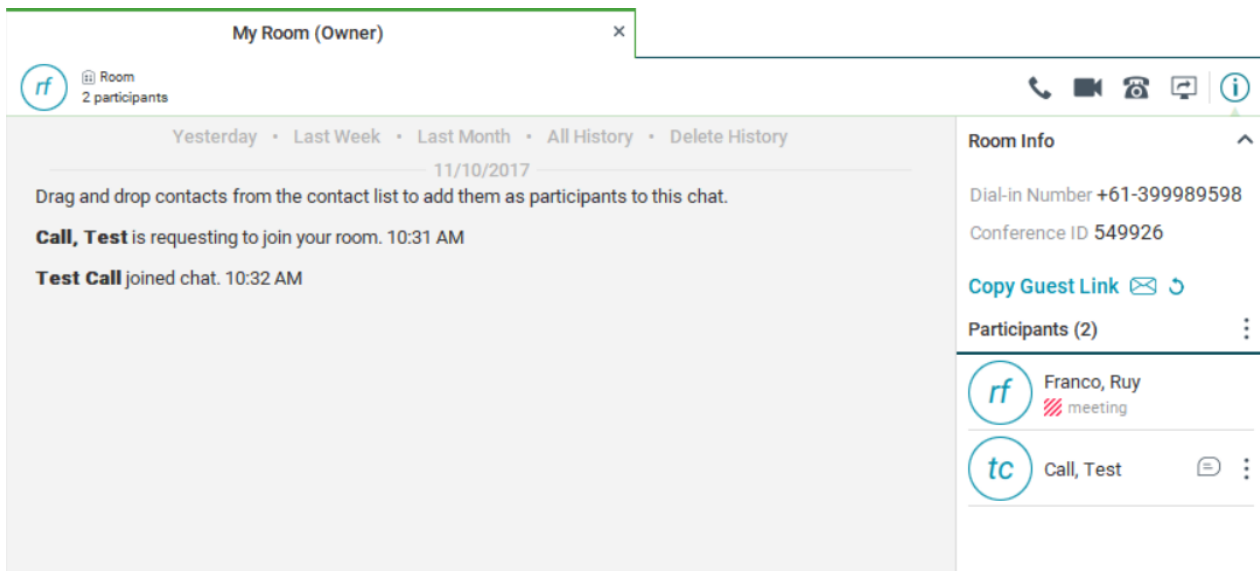 My Room (Owner) ×
rf
Room
2 participants
Yesterday • Last Week • Last Month • All History • Delete History
11/10/2017
Drag and drop contacts from the contact list to add them as participants to this chat.
Call, Test is requesting to join your room. 10:31 AM
Test Call joined chat. 10:32 AM
Room Info
Dial-in Number +61-399989598
Conference ID 549926
Copy Guest Link
Participants (2)
rf
Franco, Ruy
meeting
tc
Call, Test